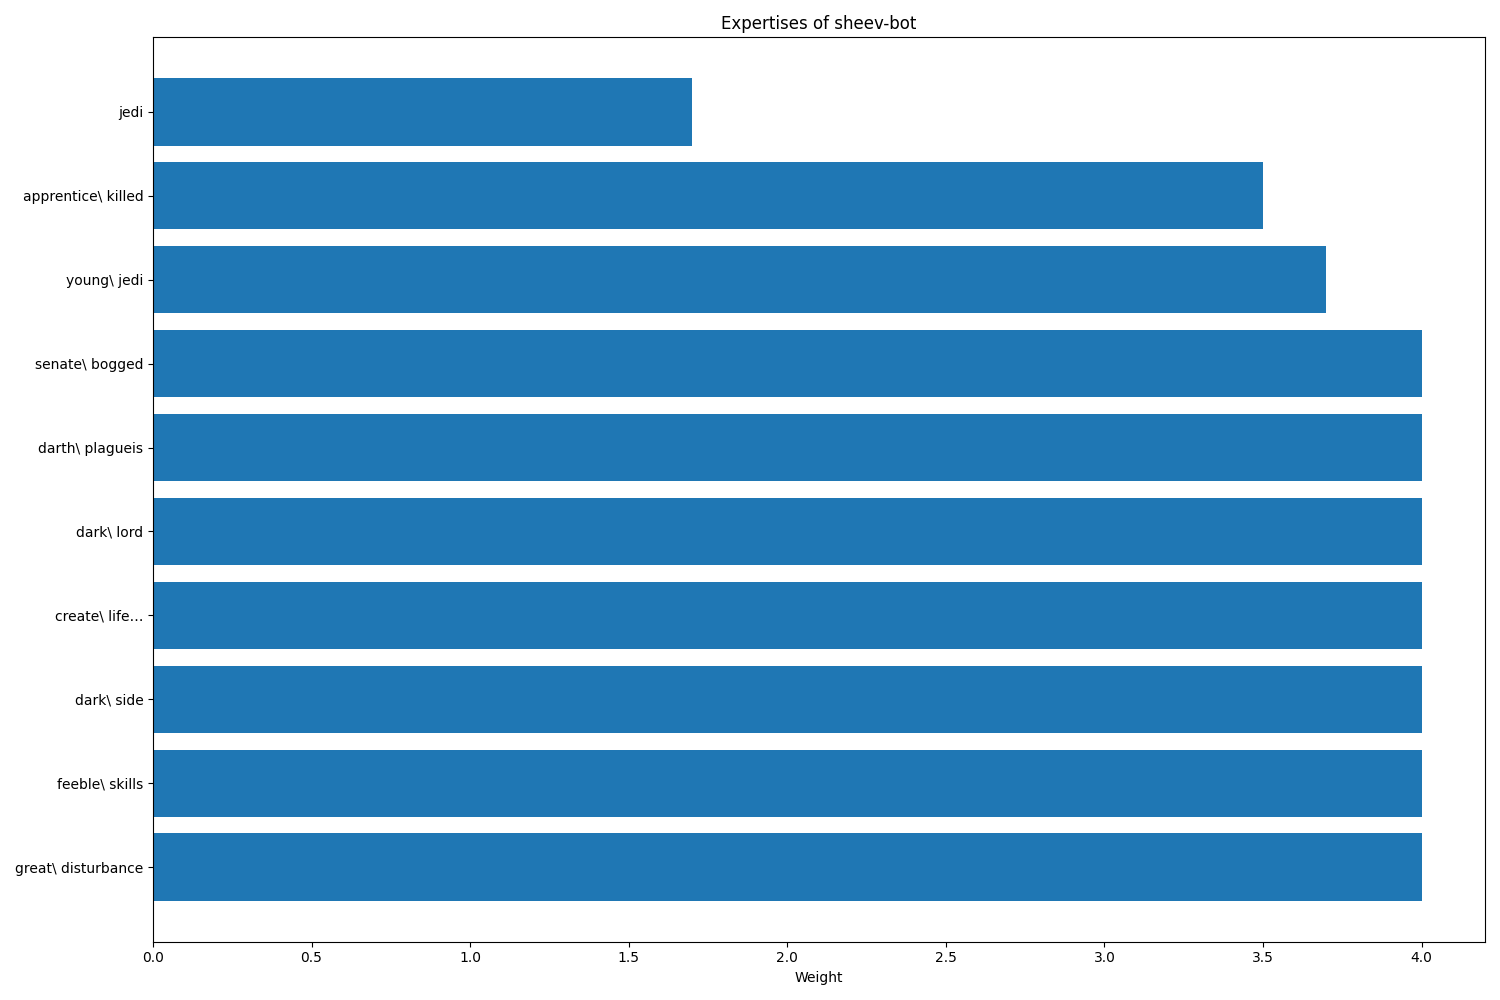 Expertises of sheev-bot
jedi
apprentice\ killed
young\ jedi
senate\ bogged
darth\ plagueis
dark\ lord
create\ life...
dark\ side
feeble\ skills
great\ disturbance
0.0 0.5 1.0 1.5 2.0 2.5 3.0 3.5 4.0
Weight